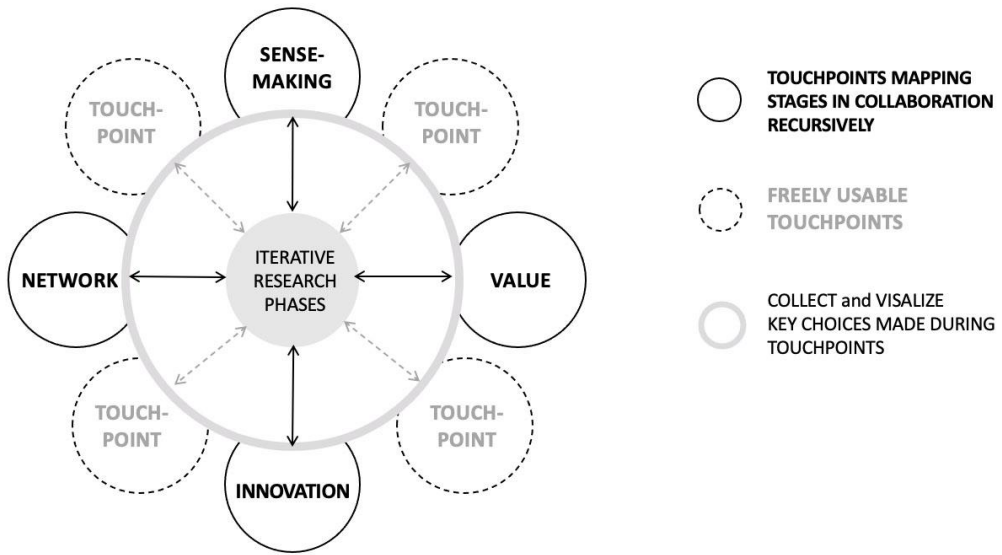 SENSE-
MAKING
TOUCH-
POINT
TOUCH-
POINT
NETWORK
ITERATIVE
RESEARCH
PHASES
VALUE
TOUCH-
POINT
TOUCH-
POINT
INNOVATION
TOUCHPOINTS MAPPING
STAGES IN COLLABORATION
RECURSIVELY
FREELY USABLE
TOUCHPOINTS
COLLECT and VISALIZE
KEY CHOICES MADE DURING
TOUCHPOINTS